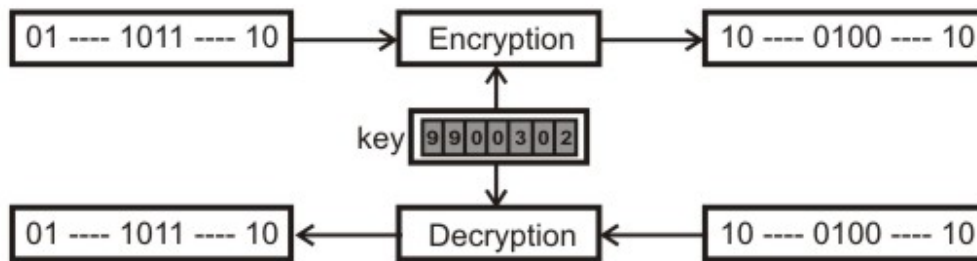 01 ---- 1011 ---- 10 Encryption 10 ---- 0100 ---- 10
key 9900302
01 ---- 1011 ---- 10 Decryption 10 ---- 0100 ---- 10